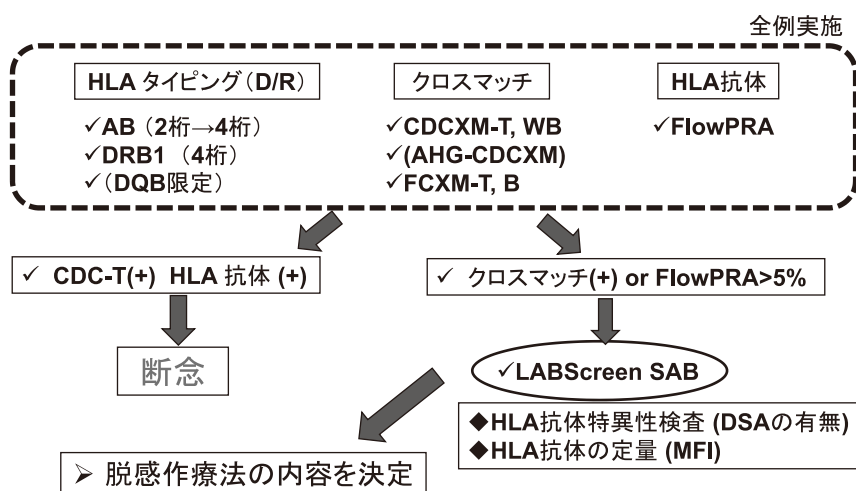 全例実施
HLA タイピング(D/R)
✓AB (2桁→4桁)
✓DRB1 (4桁)
✓(DQB限定)
クロスマッチ
✓CDCXM-T, WB
✓(AHG-CDCXM)
✓FCXM-T, B
HLA抗体
✓FlowPRA
✓ CDC-T(+) HLA 抗体 (+)
✓ クロスマッチ(+) or FlowPRA>5%
断念
✓LABScreen SAB
◆HLA抗体特異性検査 (DSAの有無)
◆HLA抗体の定量 (MFI)
➢ 脱感作療法の内容を決定